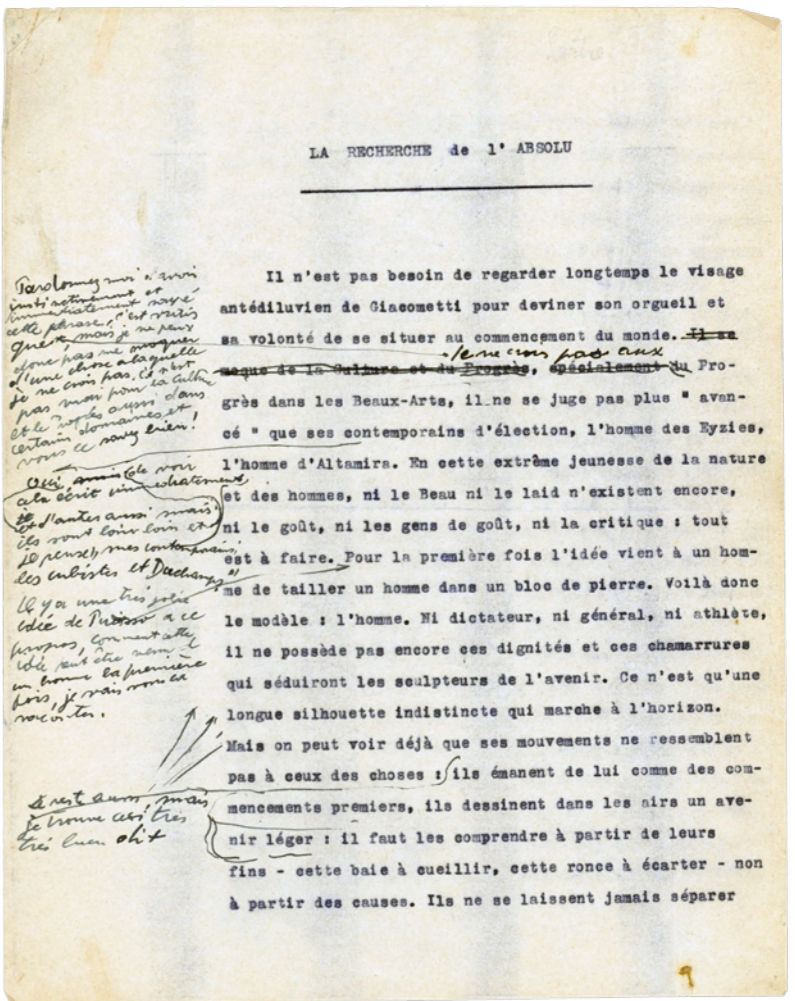 LA RECHERCHE de l' ABSOLU
Il n'est pas besoin de regarder longtemps le visage
antédiluvien de Giacometti pour deviner son orgueil et
sa volonté de se situer au commencement du monde. Il se
Je ne crois pas aux
moque de la Culture et du Progrès, spécialement du Pro-
grès dans les Beaux-Arts, il ne se juge pas plus " avan-
cé " que ses contemporains d'élection, l'homme des Eyzies,
l'homme d'Altamira. En cette extrême jeunesse de la nature
et des hommes, ni le Beau ni le laid n'existent encore,
ni le goût, ni les gens de goût, ni la critique : tout
est à faire. Pour la première fois l'idée vient à un hom-
me de tailler un homme dans un bloc de pierre. Voilà donc
le modèle : l'homme. Ni dictateur, ni général, ni athlète,
il ne possède pas encore ces dignités et ces chamarrures
qui séduiront les sculpteurs de l'avenir. Ce n'est qu'une
longue silhouette indistincte qui marche à l'horizon.
Mais on peut voir déjà que ses mouvements ne ressemblent
pas à ceux des choses : ils émanent de lui comme des com-
mencements premiers, ils dessinent dans les airs un ave-
nir léger : il faut les comprendre à partir de leurs
fins - cette baie à cueillir, cette ronce à écarter - non
à partir des causes. Ils ne se laissent jamais séparer
Pardonnez moi d'avoir
instinctivement et
immédiatement rayé
cette phrase, c'est
que mais je ne peux
donc pas me moquer
d'une chose a laquelle
je ne crois pas, ce n'est
pas vrai pour la Culture
et le aussi dans
certains domaines et
vous le savez bien!
Oui mais de voir
cela écrit immediatement
et d'autes aussi mais
ils sont loin loin et
je pense, mes contemporains,
les cubistes et Duchamp
Il y a une très jolie
idée de Picasso a ce
propos, comment cette
idée peut être venu à
un homme la première
fois, je vais vous la
raconter.
Le rest aussi, mais
je trouve ceci très
très bien dit
9